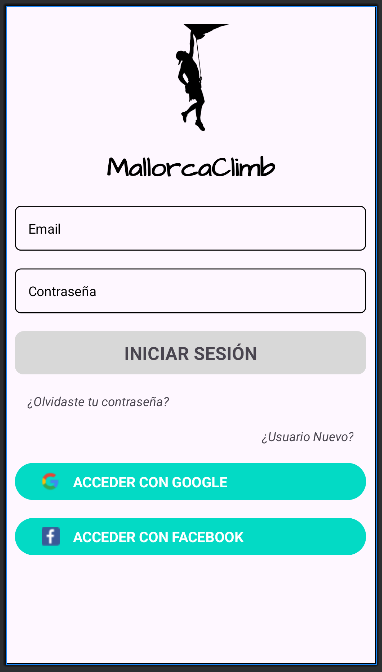 MallorcaClimb
Email
Contraseña
INICIAR SESIÓN
¿Olvidaste tu contraseña?
¿Usuario Nuevo?
ACCEDER CON GOOGLE
ACCEDER CON FACEBOOK